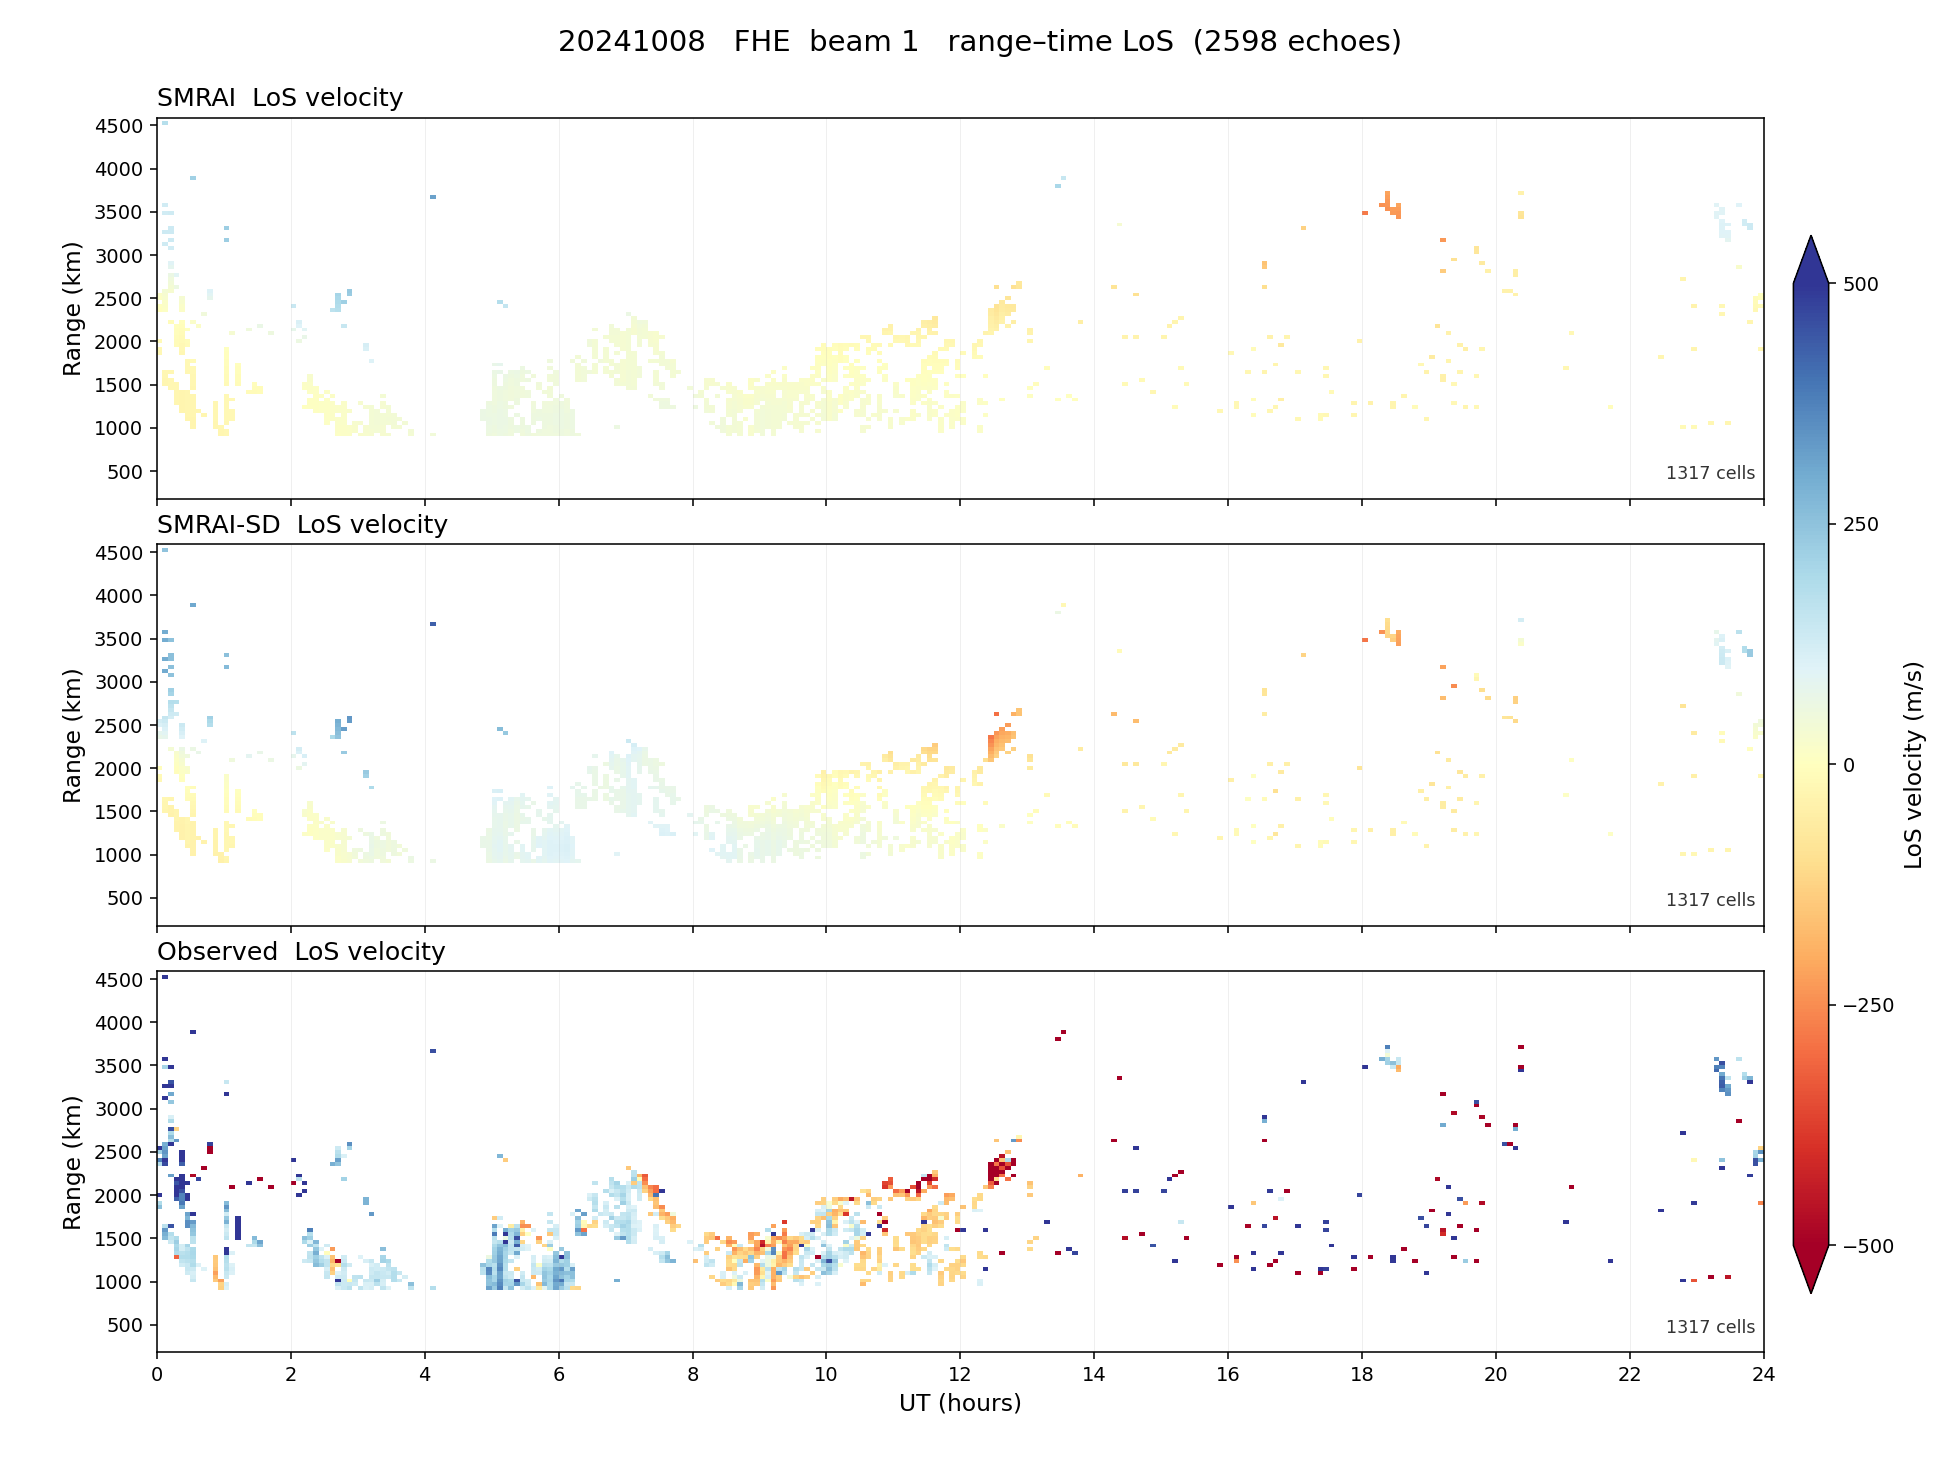 20241008   FHE  beam 1   range–time LoS  (2598 echoes)
SMRAI  LoS velocity
4500
4000
3500
3000
2500
2000
1500
1000
500
Range (km)
1317 cells
SMRAI-SD  LoS velocity
4500
4000
3500
3000
2500
2000
1500
1000
500
Range (km)
1317 cells
Observed  LoS velocity
4500
4000
3500
3000
2500
2000
1500
1000
500
Range (km)
1317 cells
0 2 4 6 8 10 12 14 16 18 20 22 24
UT (hours)
500
250
0
−250
−500
LoS velocity (m/s)